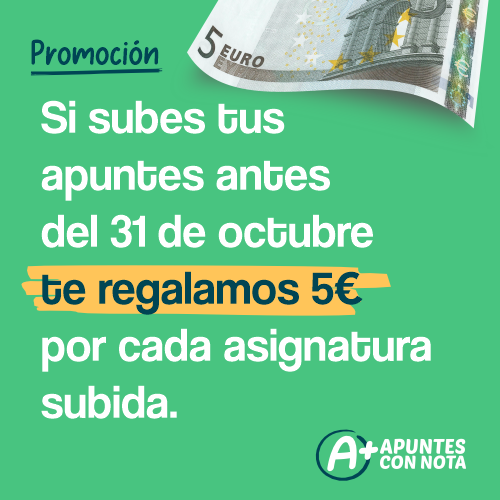 Promoción
5 EURO
Si subes tus
apuntes antes
del 31 de octubre
te regalamos 5€
por cada asignatura
subida.
A+ APUNTES
CON NOTA